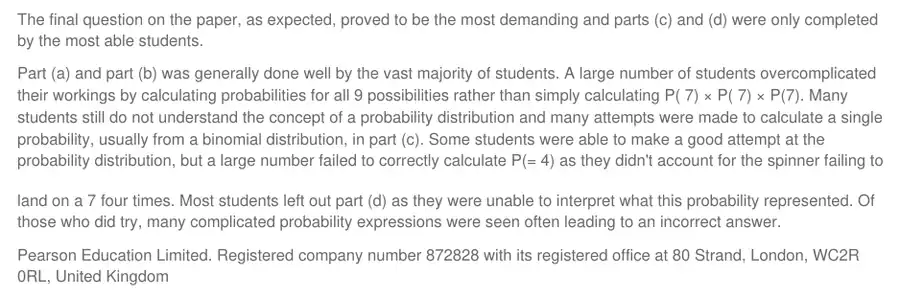 The final question on the paper, as expected, proved to be the most demanding and parts (c) and (d) were only completed
by the most able students.
Part (a) and part (b) was generally done well by the vast majority of students. A large number of students overcomplicated
their workings by calculating probabilities for all 9 possibilities rather than simply calculating P( 7) × P( 7) × P(7). Many
students still do not understand the concept of a probability distribution and many attempts were made to calculate a single
probability, usually from a binomial distribution, in part (c). Some students were able to make a good attempt at the
probability distribution, but a large number failed to correctly calculate P(= 4) as they didn't account for the spinner failing to
land on a 7 four times. Most students left out part (d) as they were unable to interpret what this probability represented. Of
those who did try, many complicated probability expressions were seen often leading to an incorrect answer.
Pearson Education Limited. Registered company number 872828 with its registered office at 80 Strand, London, WC2R
0RL, United Kingdom